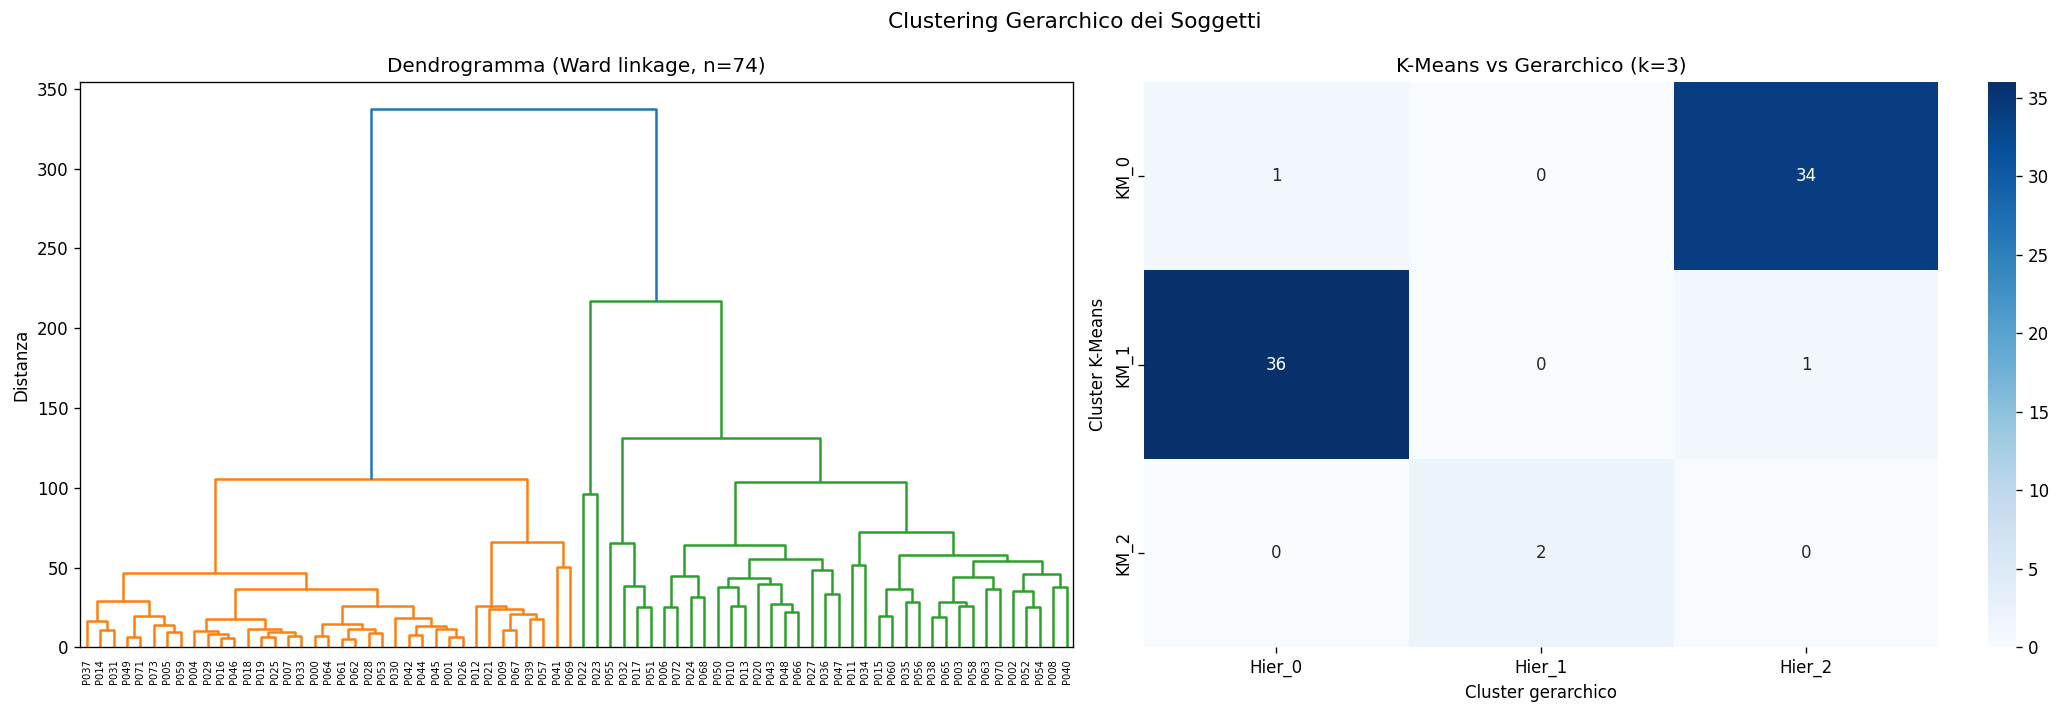 Clustering Gerarchico dei Soggetti
Dendrogramma (Ward linkage, n=74)
350
300
250
200
150
100
50
0
Distanza
P037 P014 P031 P049 P071 P073 P005 P059 P004 P029 P016 P046 P018 P019 P025 P007 P033 P000 P064 P061 P062 P028 P053 P030 P042 P044 P045 P001 P026 P012 P021 P009 P067 P039 P057 P041 P069 P022 P023 P055 P032 P017 P051 P006 P072 P024 P068 P050 P010 P013 P020 P043 P048 P066 P027 P036 P047 P011 P034 P015 P060 P035 P056 P038 P065 P003 P058 P063 P070 P002 P052 P054 P008 P040
K-Means vs Gerarchico (k=3)
Cluster K-Means
KM_0
KM_1
KM_2
1 0 34
36 0 1
0 2 0
Hier_0 Hier_1 Hier_2
Cluster gerarchico
35
30
25
20
15
10
5
0